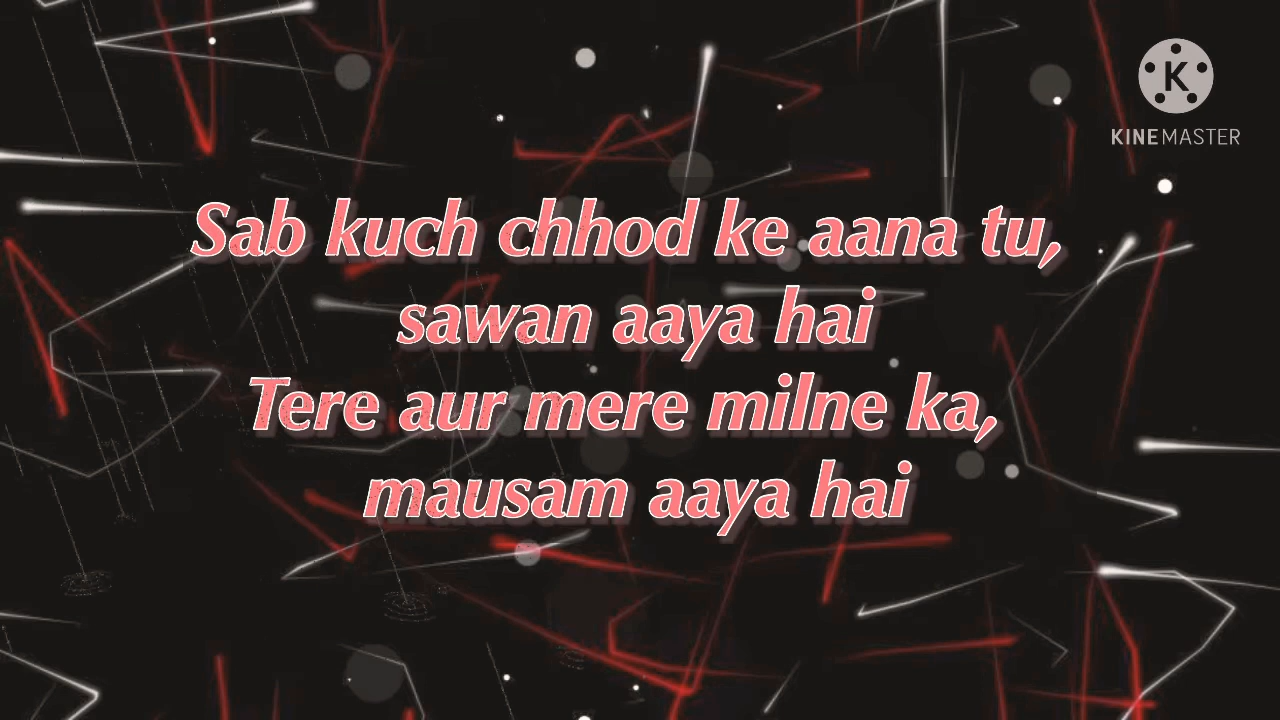 KINEMASTER
Sab kuch chhod ke aana tu,
sawan aaya hai
Tere aur mere milne ka,
mausam aaya hai